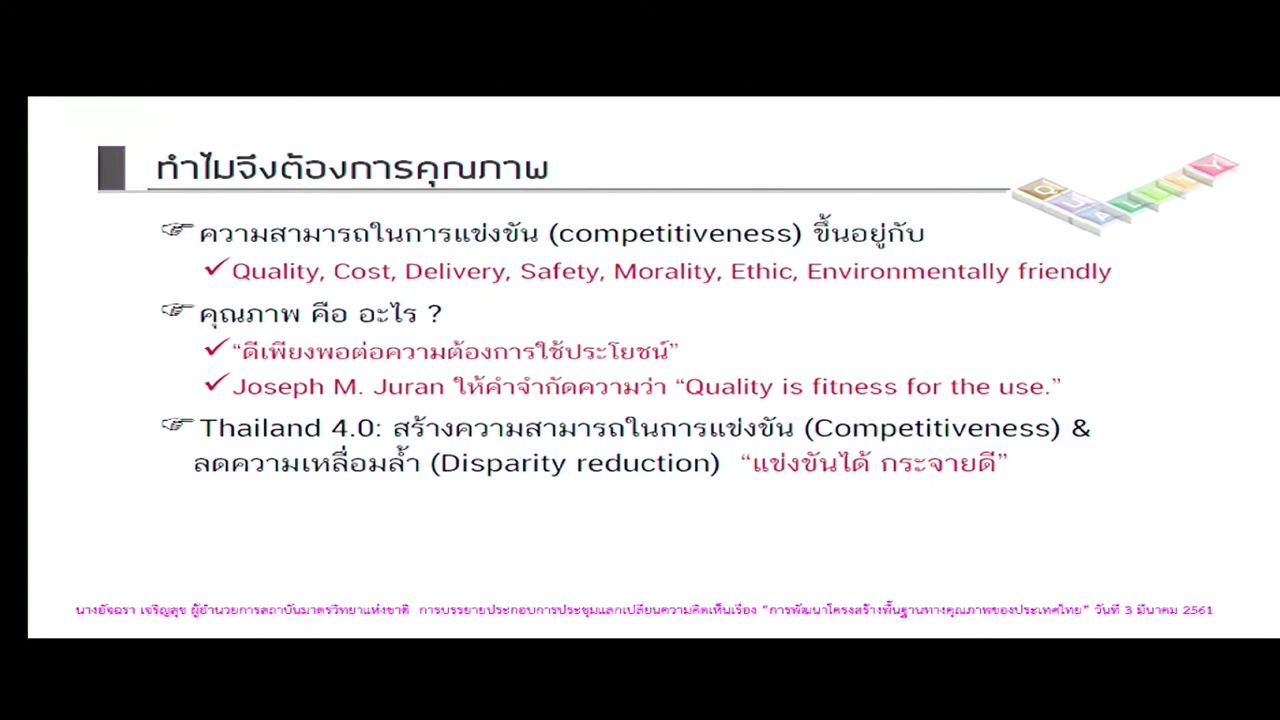 ทำไมจึงต้องการคุณภาพ
QUALITY
☞ ความสามารถในการแข่งขัน (competitiveness) ขึ้นอยู่กับ
✓ Quality, Cost, Delivery, Safety, Morality, Ethic, Environmentally friendly
☞ คุณภาพ คือ อะไร ?
✓ “ดีเพียงพอต่อความต้องการใช้ประโยชน์”
✓ Joseph M. Juran ให้คำจำกัดความว่า “Quality is fitness for the use.”
☞ Thailand 4.0: สร้างความสามารถในการแข่งขัน (Competitiveness) &
ลดความเหลื่อมล้ำ (Disparity reduction) “แข่งขันได้ กระจายดี”
นางอัจฉรา เจริญสุข ผู้อำนวยการสถาบันมาตรวิทยาแห่งชาติ การบรรยายประกอบการประชุมแลกเปลี่ยนความคิดเห็นเรื่อง “การพัฒนาโครงสร้างพื้นฐานทางคุณภาพของประเทศไทย” วันที่ 3 มีนาคม 2561